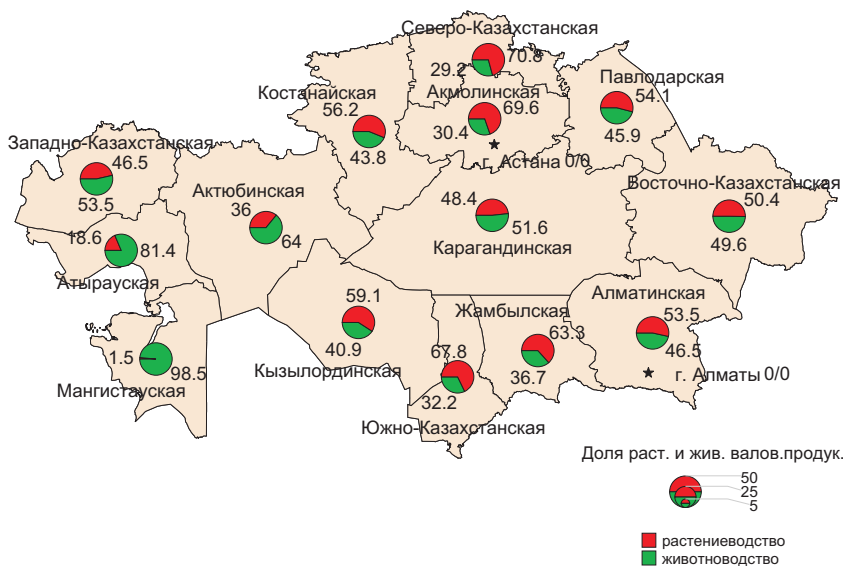 Северо-Казахстанская
70.8
29.2
Павлодарская
54.1
45.9
Костанайская
56.2
43.8
Акмолинская
69.6
30.4
г. Астана 0/0
Западно-Казахстанская
46.5
53.5
Актюбинская
36
64
48.4
51.6
Карагандинская
Восточно-Казахстанская
50.4
49.6
18.6
81.4
Атырауская
59.1
40.9
Кызылординская
Жамбылская
63.3
36.7
Алматинская
53.5
46.5
г. Алматы 0/0
1.5
98.5
Мангистауская
67.8
32.2
Южно-Казахстанская
Доля раст. и жив. валов.продук.
50
25
5
растениеводство
животноводство